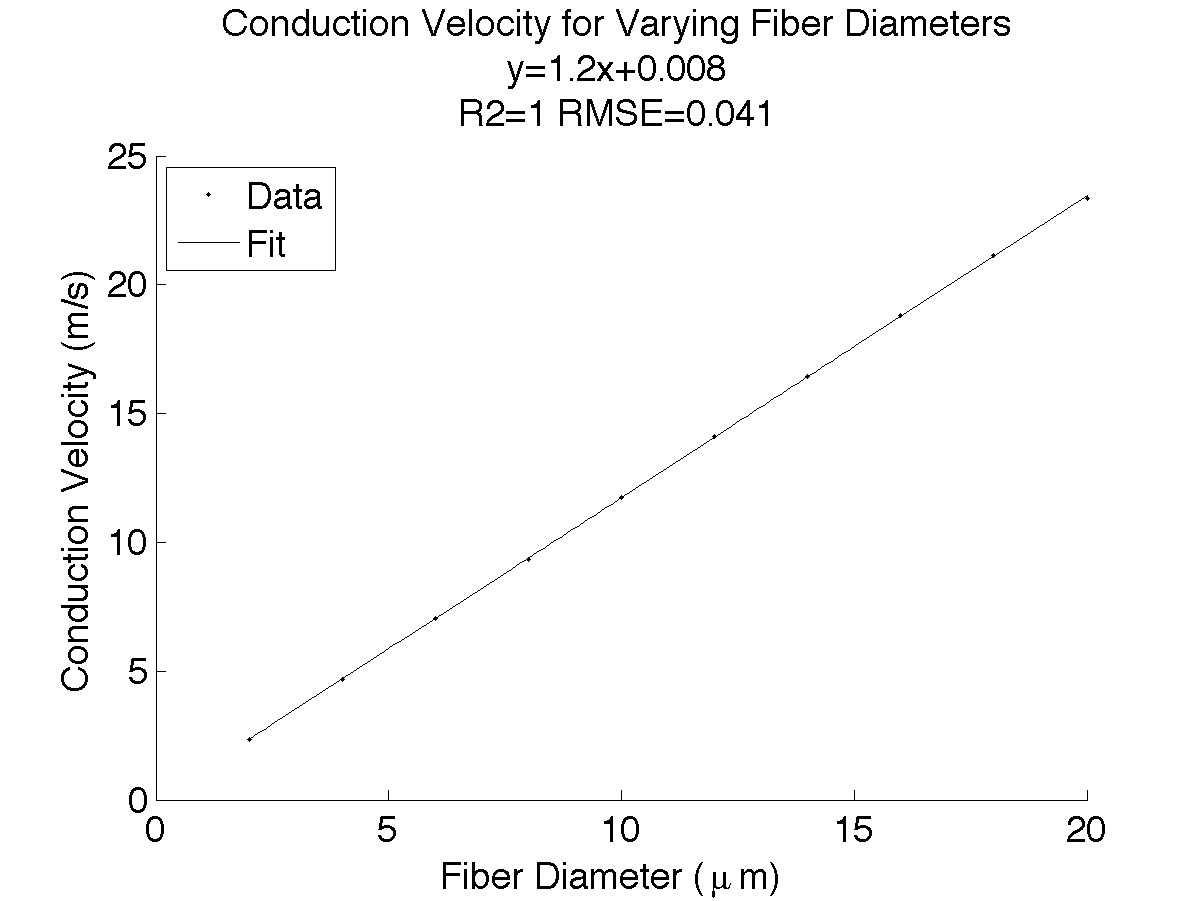 Conduction Velocity for Varying Fiber Diameters
y=1.2x+0.008
R2=1 RMSE=0.041
25
Data
Fit
20
15
10
5
0
Conduction Velocity (m/s)
0 5 10 15 20
Fiber Diameter (μ m)